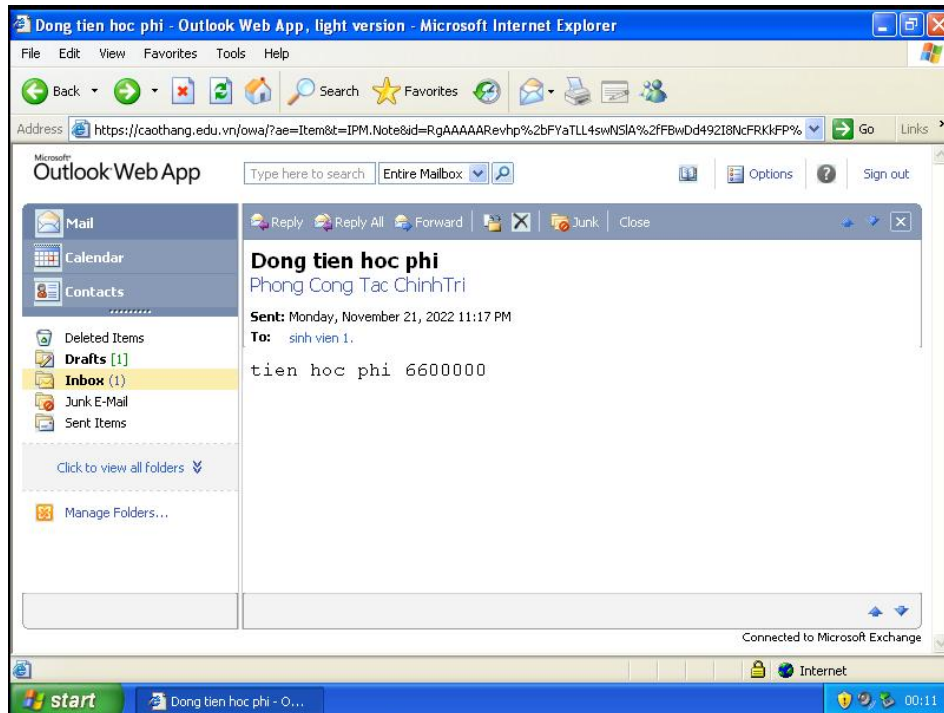 Dong tien hoc phi - Outlook Web App, light version - Microsoft Internet Explorer
File Edit View Favorites Tools Help
Back Search Favorites
Address https://caothang.edu.vn/owa/?ae=Item&t=IPM.Note&id=RgAAAAARevhp%2bFYaTLL4swNSlA%2fFBwDd492I8NcFRKkFP% Go Links
Microsoft
Outlook Web App Type here to search Entire Mailbox Options Sign out
Mail Reply Reply All Forward Junk Close
Calendar
Contacts
Dong tien hoc phi
Phong Cong Tac ChinhTri
Sent: Monday, November 21, 2022 11:17 PM
To: sinh vien 1.
tien hoc phi 6600000
Deleted Items
Drafts [1]
Inbox (1)
Junk E-Mail
Sent Items
Click to view all folders
Manage Folders...
Connected to Microsoft Exchange
Internet
start Dong tien hoc phi - O... 00:11